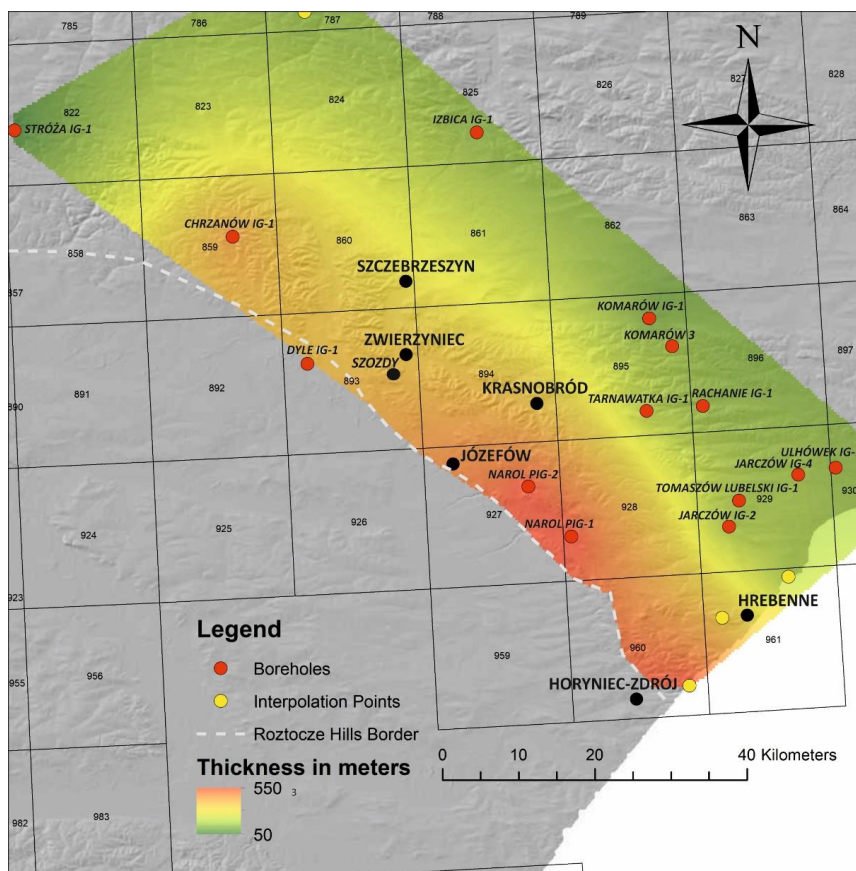 785
786
787
788
789
N
822
823
824
825
826
827
828
STRÓŻA IG-1
IZBICA IG-1
CHRZANÓW IG-1
858
859
860
861
862
863
864
SZCZEBRZESZYN
857
KOMARÓW IG-1
KOMARÓW 3
ZWIERZYNIEC
DYLE IG-1
SZOZDY
890
891
892
893
894
895
896
897
KRASNOBRÓD
TARNAWATKA IG-1
RACHANIE IG-1
JÓZEFÓW
ULHÓWEK IG-
JARCZÓW IG-4
NAROL PIG-2
TOMASZÓW LUBELSKI IG-1
929
930
NAROL PIG-1
JARCZÓW IG-2
924
925
926
927
928
923
HREBENNE
Legend
961
959
960
955
956
Boreholes
HORYNIEC-ZDRÓJ
Interpolation Points
Roztocze Hills Border
0 10 20 40 Kilometers
Thickness in meters
550 3
50
982
983